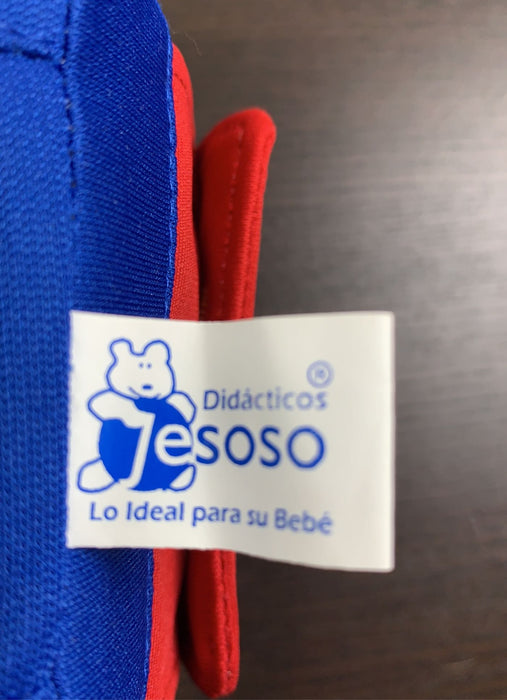 Didácticos
Jesoso
Lo Ideal para su Bebé